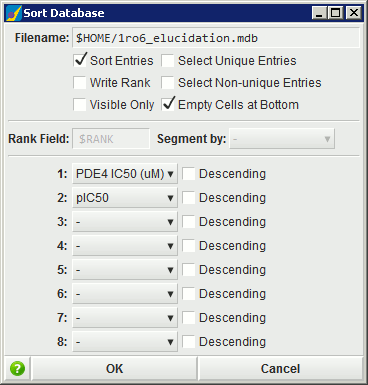 Sort Database
Filename: $HOME/1ro6_elucidation.mdb
Sort Entries Select Unique Entries
Write Rank Select Non-unique Entries
Visible Only Empty Cells at Bottom
Rank Field: $RANK Segment by: -
1: PDE4 IC50 (uM) Descending
2: pIC50 Descending
3: - Descending
4: - Descending
5: - Descending
6: - Descending
7: - Descending
8: - Descending
? OK Cancel